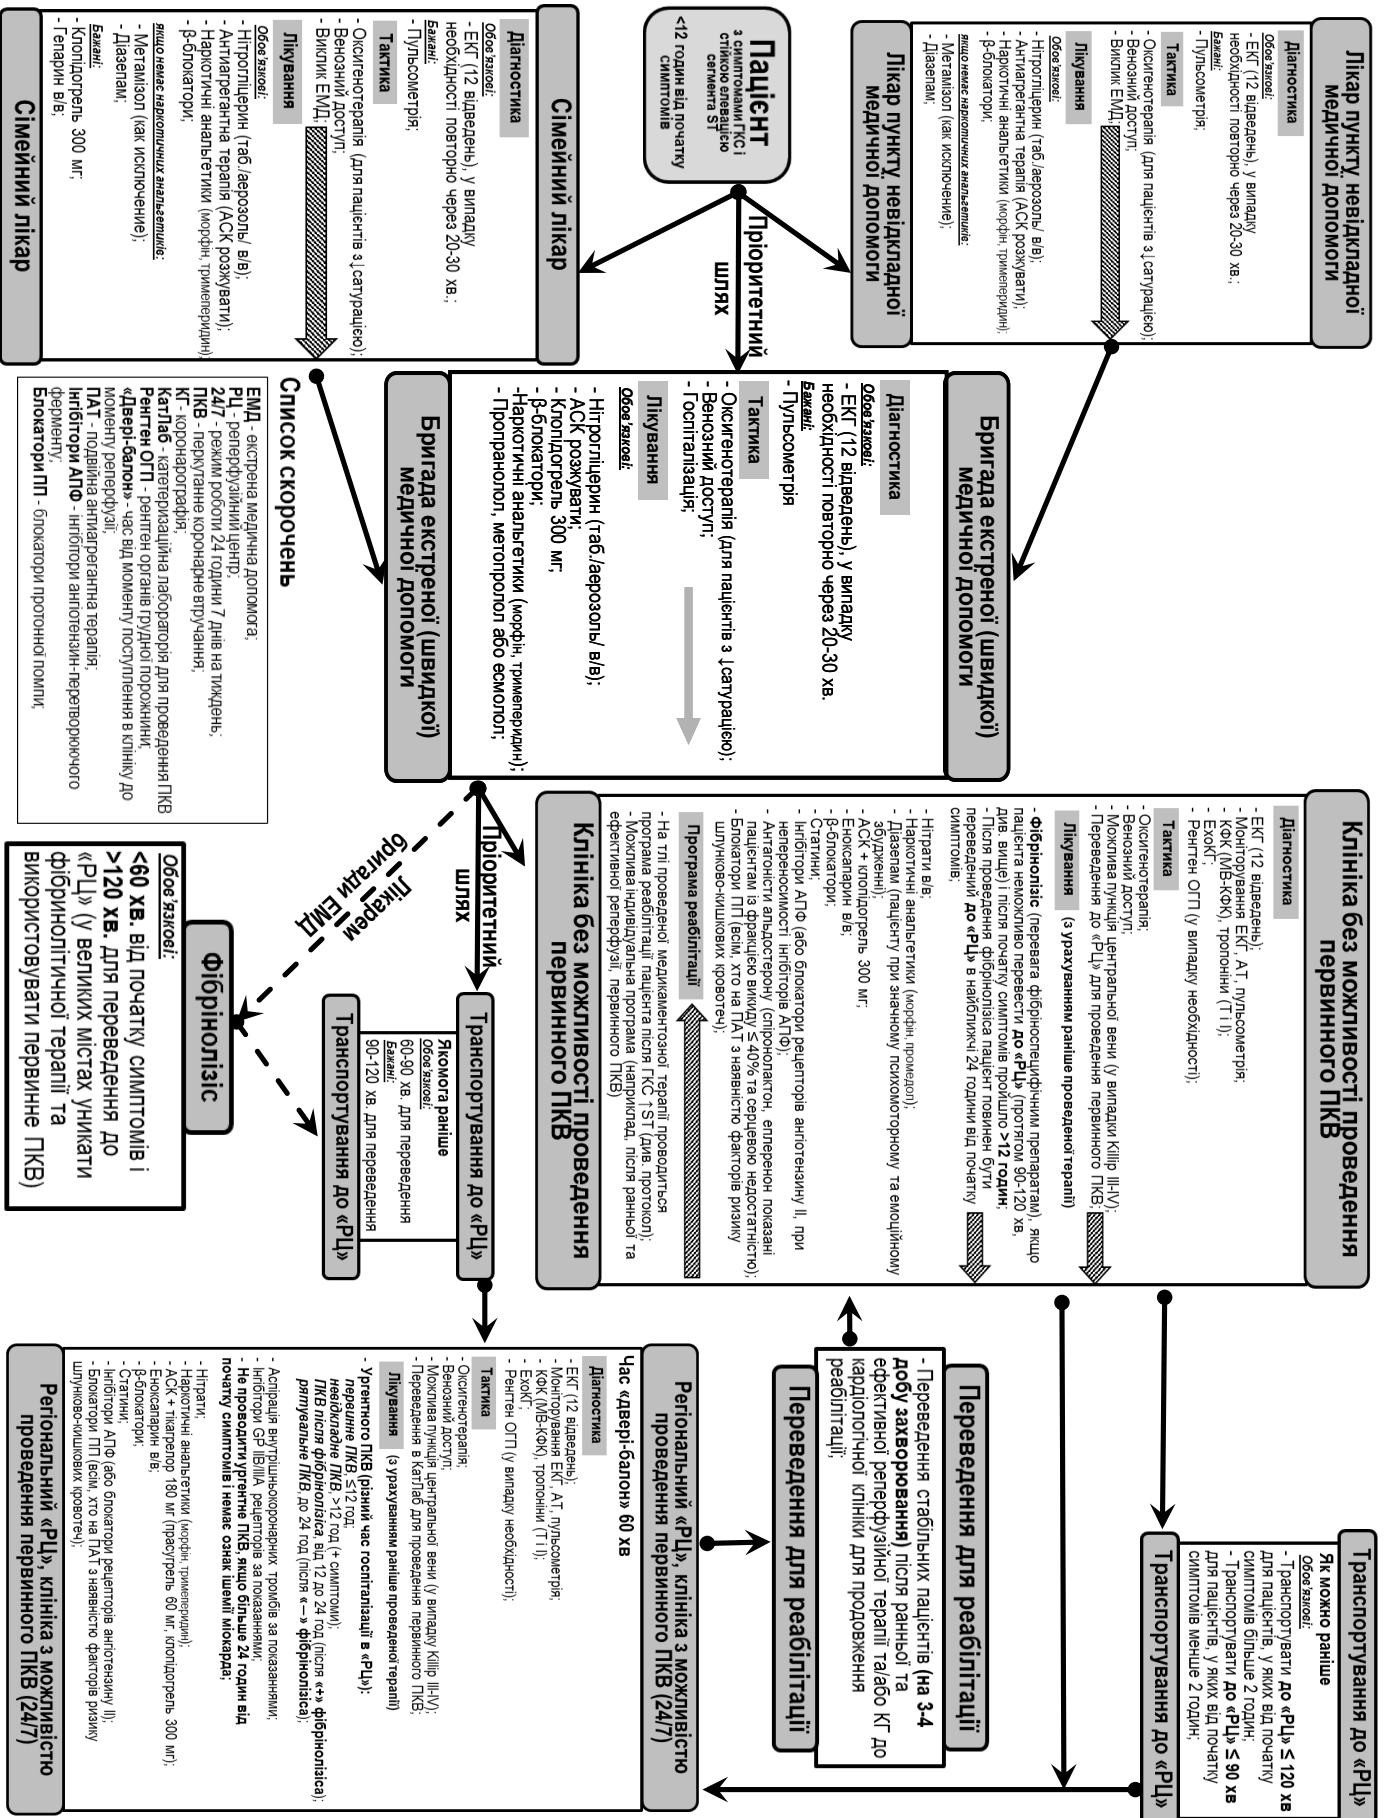 Пацієнт
з симптомами ГКС і
стійкою елевацією
сегмента ST
<12 годин від початку
симптомів
Пріоритетний
шлях
Лікар пункту невідкладної
медичної допомоги
Діагностика
Обов'язкові:
- ЕКГ (12 відведень), у випадку
необхідності повторно через 20-30 хв.;
Бажані:
- Пульсометрія;
Тактика
- Оксигенотерапія (для пацієнтів з↓сатурацією);
- Венозний доступ;
- Виклик ЕМД;
Лікування
Обов'язкові:
- Нітрогліцерин (таб./аерозоль/ в/в);
- Антиагрегантна терапія (АСК розжувати);
- Наркотичні анальгетики (морфін, тримеперидин);
- β-блокатори;
якщо немає наркотичних анальгетиків:
- Метамізол (как исключение);
- Діазепам;
Лікар пункту невідкладної
медичної допомоги
Сімейний лікар
Діагностика
Обов'язкові:
- ЕКГ (12 відведень), у випадку
необхідності повторно через 20-30 хв.;
Бажані:
- Пульсометрія;
Тактика
- Оксигенотерапія (для пацієнтів з↓сатурацією);
- Венозний доступ;
- Виклик ЕМД;
Лікування
Обов'язкові:
- Нітрогліцерин (таб./аерозоль/ в/в);
- Антиагрегантна терапія (АСК розжувати);
- Наркотичні анальгетики (морфін, тримеперидин);
- β-блокатори;
якщо немає наркотичних анальгетиків:
- Метамізол (как исключение);
- Діазепам;
Бажані:
- Клопідогрель 300 мг;
- Гепарин в/в;
Сімейний лікар
Бригада екстреної (швидкої)
медичної допомоги
Діагностика
Обов'язкові:
- ЕКГ (12 відведень), у випадку
необхідності повторно через 20-30 хв.
Бажані:
- Пульсометрія
Тактика
- Оксигенотерапія (для пацієнтів з ↓сатурацією);
- Венозний доступ;
- Госпіталізація;
Лікування
Обов'язкові:
- Нітрогліцерин (таб./аерозоль/ в/в);
- АСК розжувати;
- Клопідогрель 300 мг;
- β-блокатори;
-Наркотичні анальгетики (морфін, тримеперидин);
- Пропранолол, метопролол або есмолол;
Бригада екстреної (швидкої)
медичної допомоги
Список скорочень
ЕМД - екстрена медична допомога;
РЦ - реперфузійний центр;
24/7 - режим роботи 24 години 7 днів на тиждень;
ПКВ - перкутанне коронарне втручання;
КГ - коронарографія;
КатЛаб - катетеризаційна лабораторія для проведення ПКВ
Рентген ОГП - рентген органів грудної порожнини;
«Двері-балон» - час від моменту поступлення в клініку до
моменту реперфузії;
ПАТ - подвійна антиагрегантна терапія;
Інгібітори АПФ - інгібітори ангіотензин-перетворюючого
ферменту;
Блокатори ПП - блокатори протонної помпи;
Пріоритетний
шлях
Лікарем
бригади ЕМД
Клініка без можливості проведення
первинного ПКВ
Діагностика
- ЕКГ (12 відведень);
- Моніторування ЕКГ, АТ, пульсометрія;
- КФК (МВ-КФК), тропоніни (Т і І);
- ЕхоКГ;
- Ренгтен ОГП (у випадку необхідності);
Тактика
- Оксигенотерапія;
- Венозний доступ;
- Можлива пункція центральної вени (у випадки Killip III-IV);
- Переведення до «РЦ» для проведення первинного ПКВ;
Лікування (з урахуванням раніше проведеної терапії)
- Фібрінолізіс (перевага фібріноспецифічним препаратам), якщо
пацієнта неможливо перевести до «РЦ» (протягом 90-120 хв,
див. вище) і після початку симптомів пройшло >12 годин;
- Після проведення фібринолізіса пацієнт повинен бути
переведений до «РЦ» в найближчі 24 години від початку
симптомів;
- Нітрати в/в;
- Наркотичні анальгетики (морфін, промедол);
- Діазепам (пацієнту при значному психомоторному та емоційному
збудженні);
- АСК + клопідогрель 300 мг;
- Еноксапарин в/в;
- β-блокатори;
- Статини;
- Інгібітори АПФ (або блокатори рецепторів ангіотензину II, при
непереносимості інгібіторів АПФ);
- Антагоністи альдостерону (спіронолактон, еплеренон показані
пацієнтам із фракцією викиду ≤ 40% та серцевою недостатністю);
- Блокатори ПП (всім, хто на ПАТ з наявністю факторів ризику
шлунково-кишкових кровотеч);
Програма реабілітації
- На тлі проведеної медикаментозної терапії проводиться
програма реабілітації пацієнта після ГКС ↑ST (див. протокол);
- Можлива індивідуальна програма (наприклад, після ранньої та
ефективної реперфузії, первинного ПКВ)
Клініка без можливості проведення
первинного ПКВ
Транспортування до «РЦ»
Якомога раніше
Обов'язкові:
60-90 хв. для переведення
Бажані:
90-120 хв. для переведення
Транспортування до «РЦ»
Фібринолізіс
Обов'язкові:
<60 хв. від початку симптомів і
>120 хв. для переведення до
«РЦ» (у великих містах уникати
фібринолітичної терапії та
використовувати первинне ПКВ)
Транспортування до «РЦ»
Як можно раніше
Обов'язкові:
- Транспортувати до «РЦ» ≤ 120 хв
для пацієнтів, у яких від початку
симптомів більше 2 годин;
- Транспортувати до «РЦ» ≤ 90 хв
для пацієнтів, у яких від початку
симптомів менше 2 годин;
Транспортування до «РЦ»
Переведення для реабілітації
- Переведення стабільних пацієнтів (на 3-4
добу захворювання) після ранньої та
ефективної реперфузійної терапії та/або КГ до
кардіологічної клініки для продовження
реабілітації;
Переведення для реабілітації
Регіональний «РЦ», клініка з можливістю
проведення первинного ПКВ (24/7)
Час «двері-балон» 60 хв
Діагностика
-ЕКГ (12 відведень);
- Моніторування ЕКГ, АТ, пульсометрія;
- КФК (МВ-КФК), тропоніни (Т і І);
- ЕхоКГ;
- Ренгтен ОГП (у випадку необхідності);
Тактика
- Оксигенотерапія;
- Венозний доступ;
- Можлива пункція центральної вени (у випадку Killip III-IV);
- Переведення в КатЛаб для проведення первинного ПКВ;
Лікування (з урахуванням раніше проведеної терапії)
- Ургентного ПКВ (різний час госпіталізації в «РЦ»):
первинне ПКВ, ≤12 год;
невідкладне ПКВ, >12 год (+ симптоми);
ПКВ після фібринолізіса, від 12 до 24 год (після «+» фібринолізіса);
рятувальне ПКВ, до 24 год (після «—» фібринолізіса);
- Аспірація внутрішньокоронарних тромбів за показаннями;
- Інгібітори GP IIB/IIIA рецепторів за показаннями;
- Не проводити ургентне ПКВ, якщо більше 24 годин від
початку симптомів і немає ознак ішемії міокарда;
- Нітрати;
- Наркотичні анальгетики (морфін, тримеперидин);
- АСК + тікагрелор 180 мг (прасугрель 60 мг, клопідогрель 300 мг);
- Еноксапарин в/в;
- β-блокатори;
- Статини;
- Інгібітори АПФ (або блокатори рецепторів ангіотензину II);
- Блокатори ПП (всім, хто на ПАТ з наявністю факторів ризику
шлунково-кишкових кровотеч);
Регіональний «РЦ», клініка з можливістю
проведення первинного ПКВ (24/7)